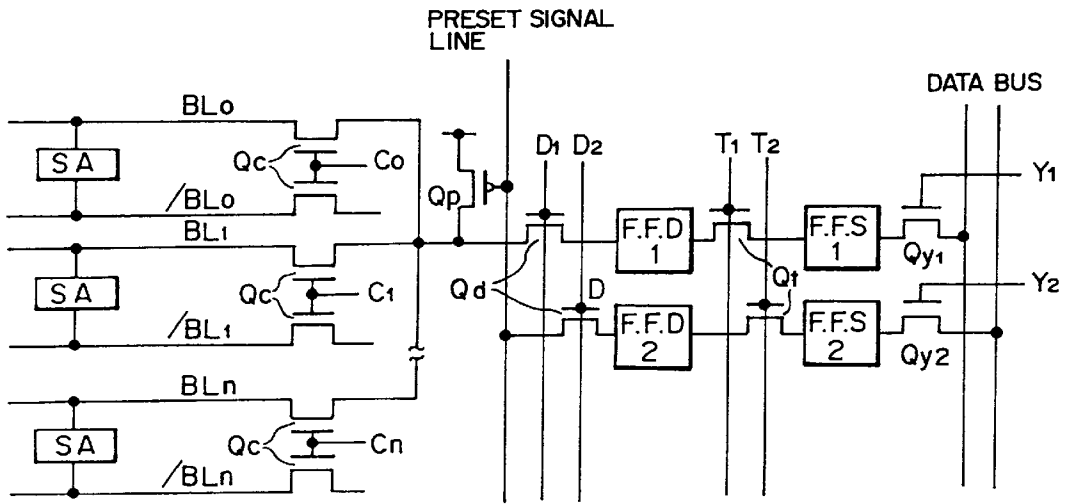 PRESET SIGNAL
LINE
DATA BUS
BLo
SA
Qc
Co
/BLo
Qp
D1 D2
T1 T2
Y1
BL1
F.F.D
1
F.F.S
1
Qy1
SA
Qc
C1
Qd
D
Qt
Y2
/BL1
F.F.D
2
F.F.S
2
Qy2
BLn
SA
Qc
Cn
/BLn